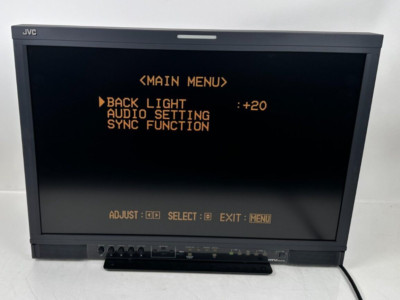 JVC
<MAIN MENU>
BACK LIGHT :+20
AUDIO SETTING
SYNC FUNCTION
ADJUST: SELECT: EXIT:MENU